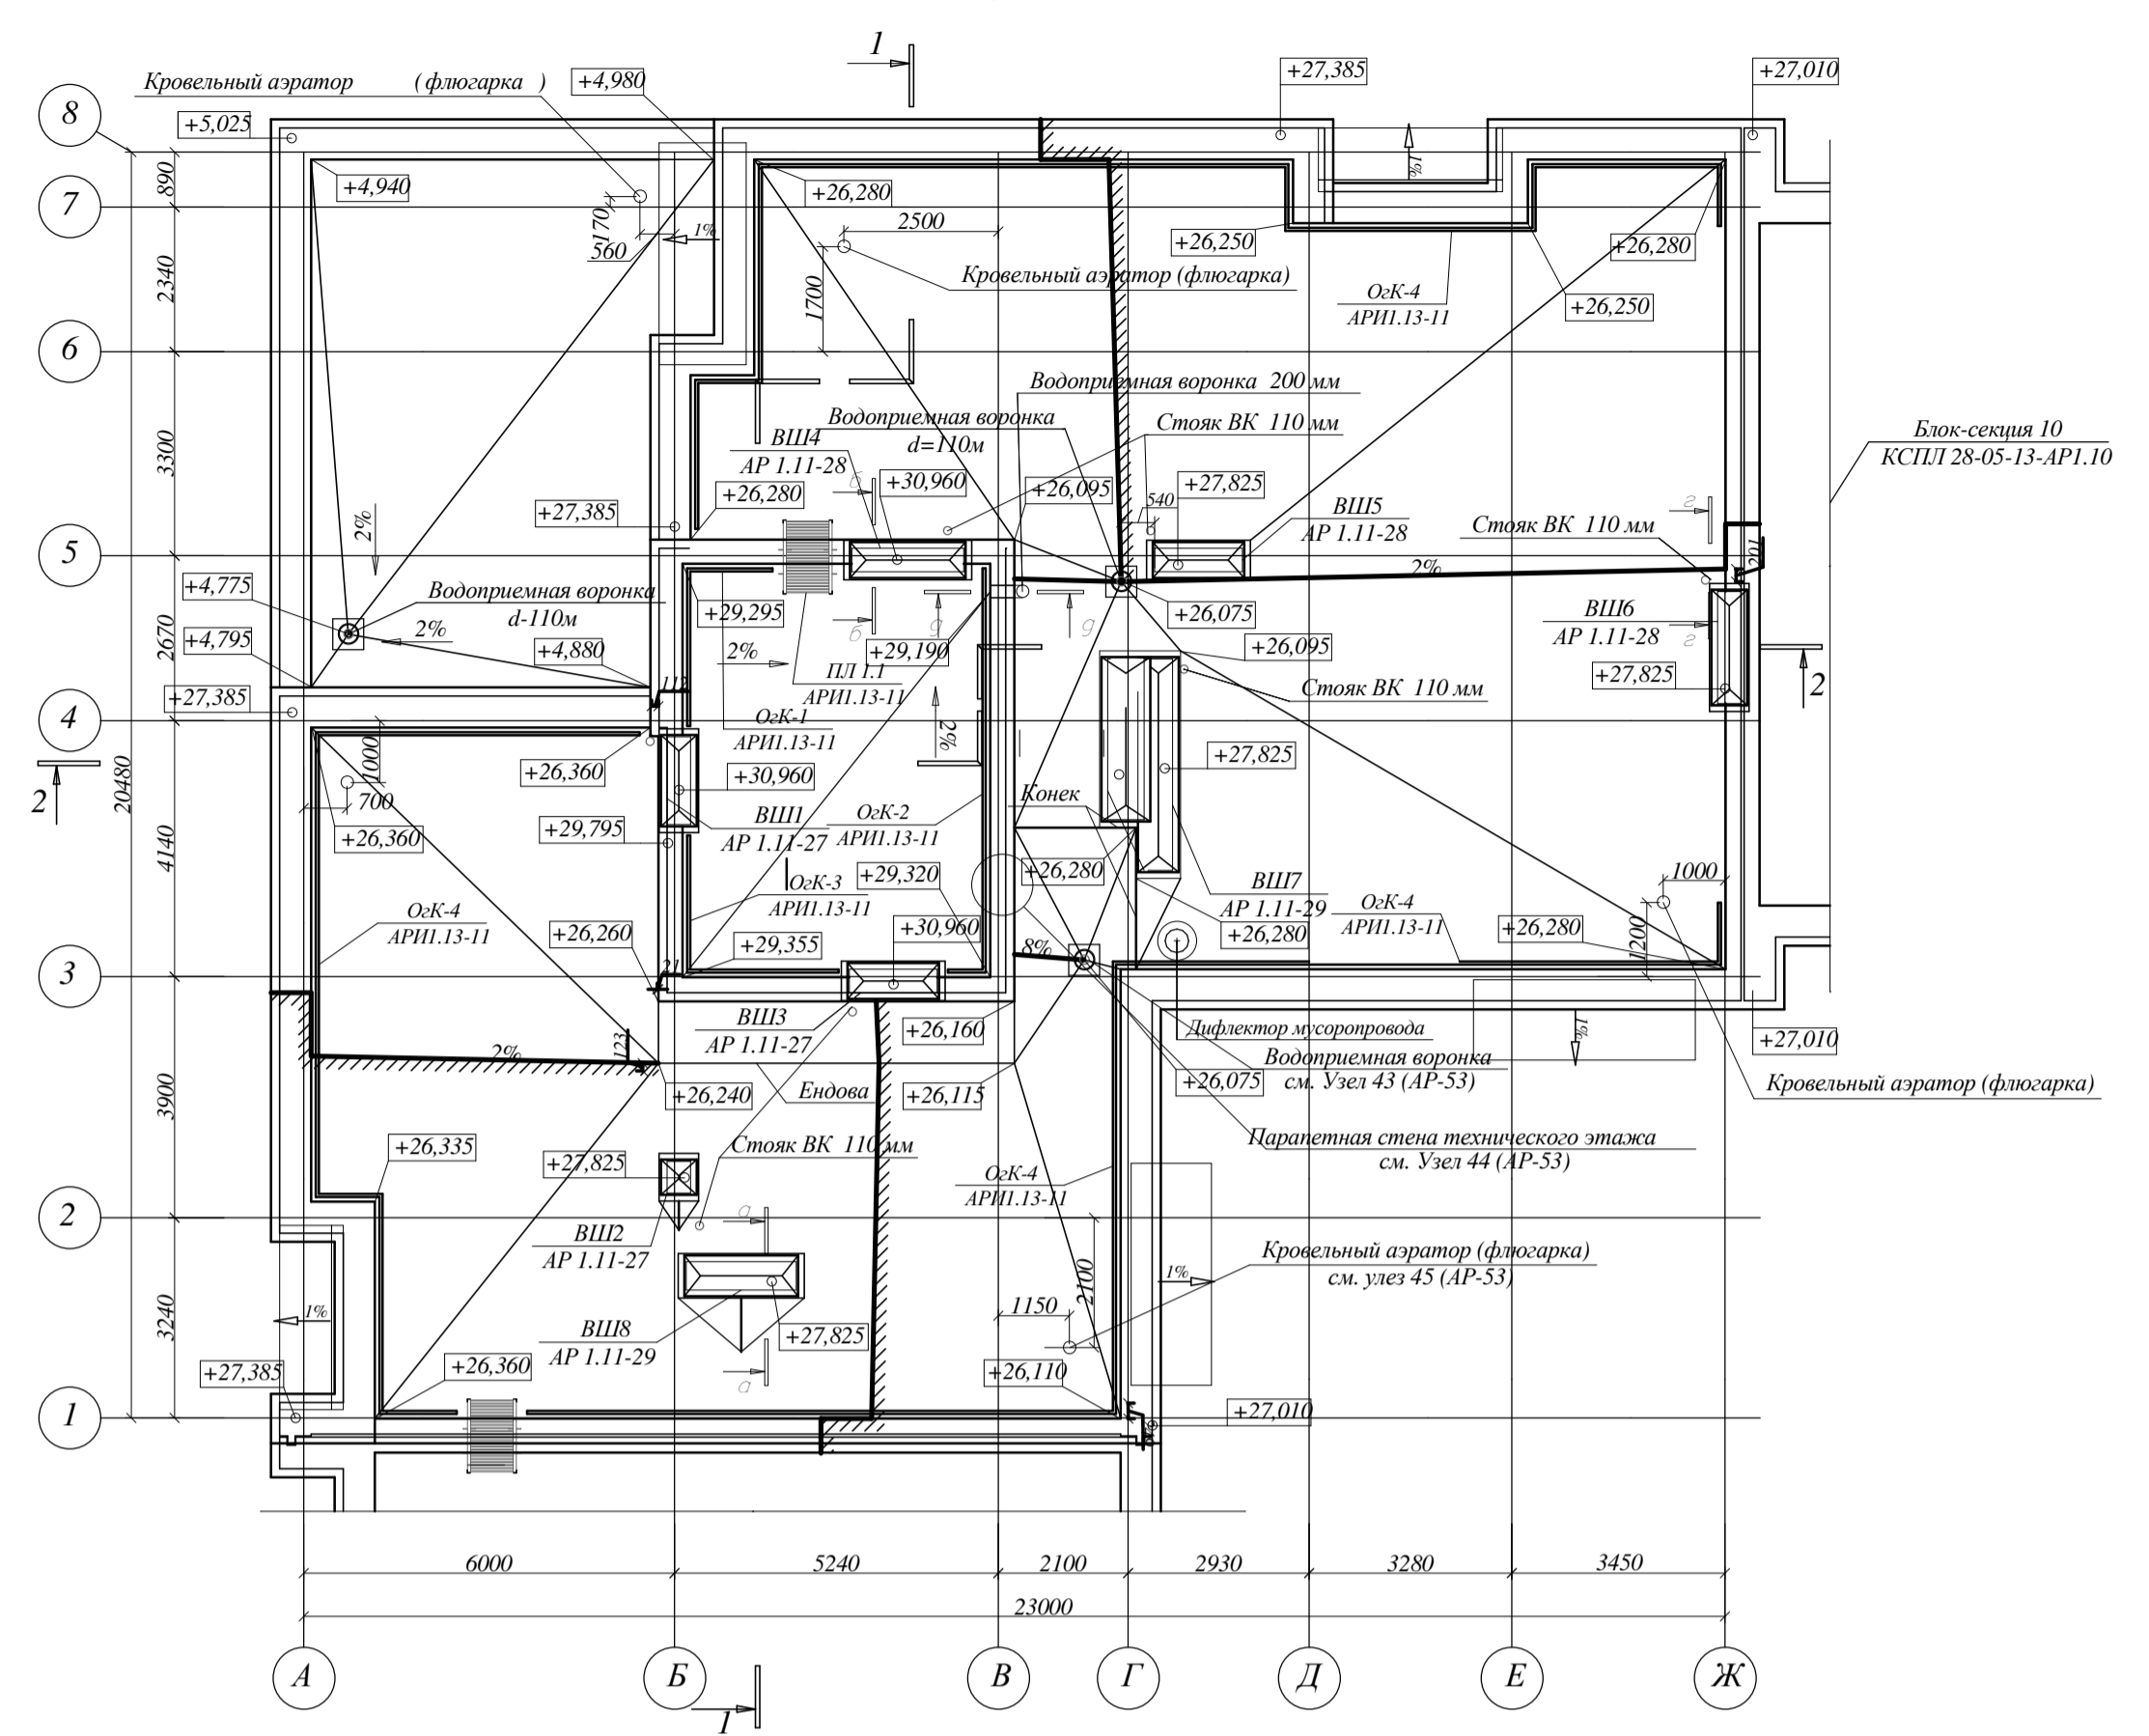 1
Кровельный аэратор (флюгарка )
+4,980
+27,385
+27,010
8
+5,025
890
+4,940
+26,280
7
170
560
1%
2500
+26,250
+26,280
1%
2340
1700
Кровельный аэратор (флюгарка)
ОгК-4
АРИ1.13-11
+26,250
6
Водоприемная воронка 200 мм
Водоприемная воронка
d=110м
Стояк ВК 110 мм
ВШ4
АР 1.11-28
+30,960
Блок-секция 10
КСПЛ 28-05-13-АР1.10
3300
+26,280
+26,095
+27,825
540
ВШ5
АР 1.11-28
Стояк ВК 110 мм
+27,385
2%
б
г
5
201
2%
+4,775
Водоприемная воронка
d-110м
+29,295
+26,075
ВШ6
АР 1.11-28
2670
+4,795
2%
+4,880
2%
б
д
д
г
+29,190
+26,095
ПЛ 1.1
АРИ1.13-11
+27,825
Стояк ВК 110 мм
2
+27,385
112
4
ОгК-1
АРИ1.13-11
2%
1000
+26,360
+30,960
+27,825
20480
2
700
Конек
ОгК-2
АРИ1.13-11
+26,360
+29,795
ВШ1
АР 1.11-27
4140
+26,280
ОгК-3
АРИ1.13-11
+29,320
ВШ7
АР 1.11-29
1000
ОгК-4
АРИ1.13-11
ОгК-4
АРИ1.13-11
+26,260
+29,355
+30,960
8%
+26,280
+26,280
1200
3
21
ВШ3
АР 1.11-27
+26,160
Дифлектор мусоропровода
1%
+27,010
2%
123
Водоприемная воронка
см. Узел 43 (АР-53)
+26,240
Ендова
+26,115
+26,075
Кровельный аэратор (флюгарка)
3900
+26,335
Стояк ВК 110 мм
Парапетная стена технического этажа
см. Узел 44 (АР-53)
+27,825
ОгК-4
АРИ1.13-11
2
а
ВШ2
АР 1.11-27
Кровельный аэратор (флюгарка)
см. улез 45 (АР-53)
2100
1%
3240
1%
1150
ВШ8
АР 1.11-29
+27,825
+27,385
+26,360
а
+26,110
1
+27,010
6000
5240
2100
2930
3280
3450
23000
А
Б
В
Г
Д
Е
Ж
1